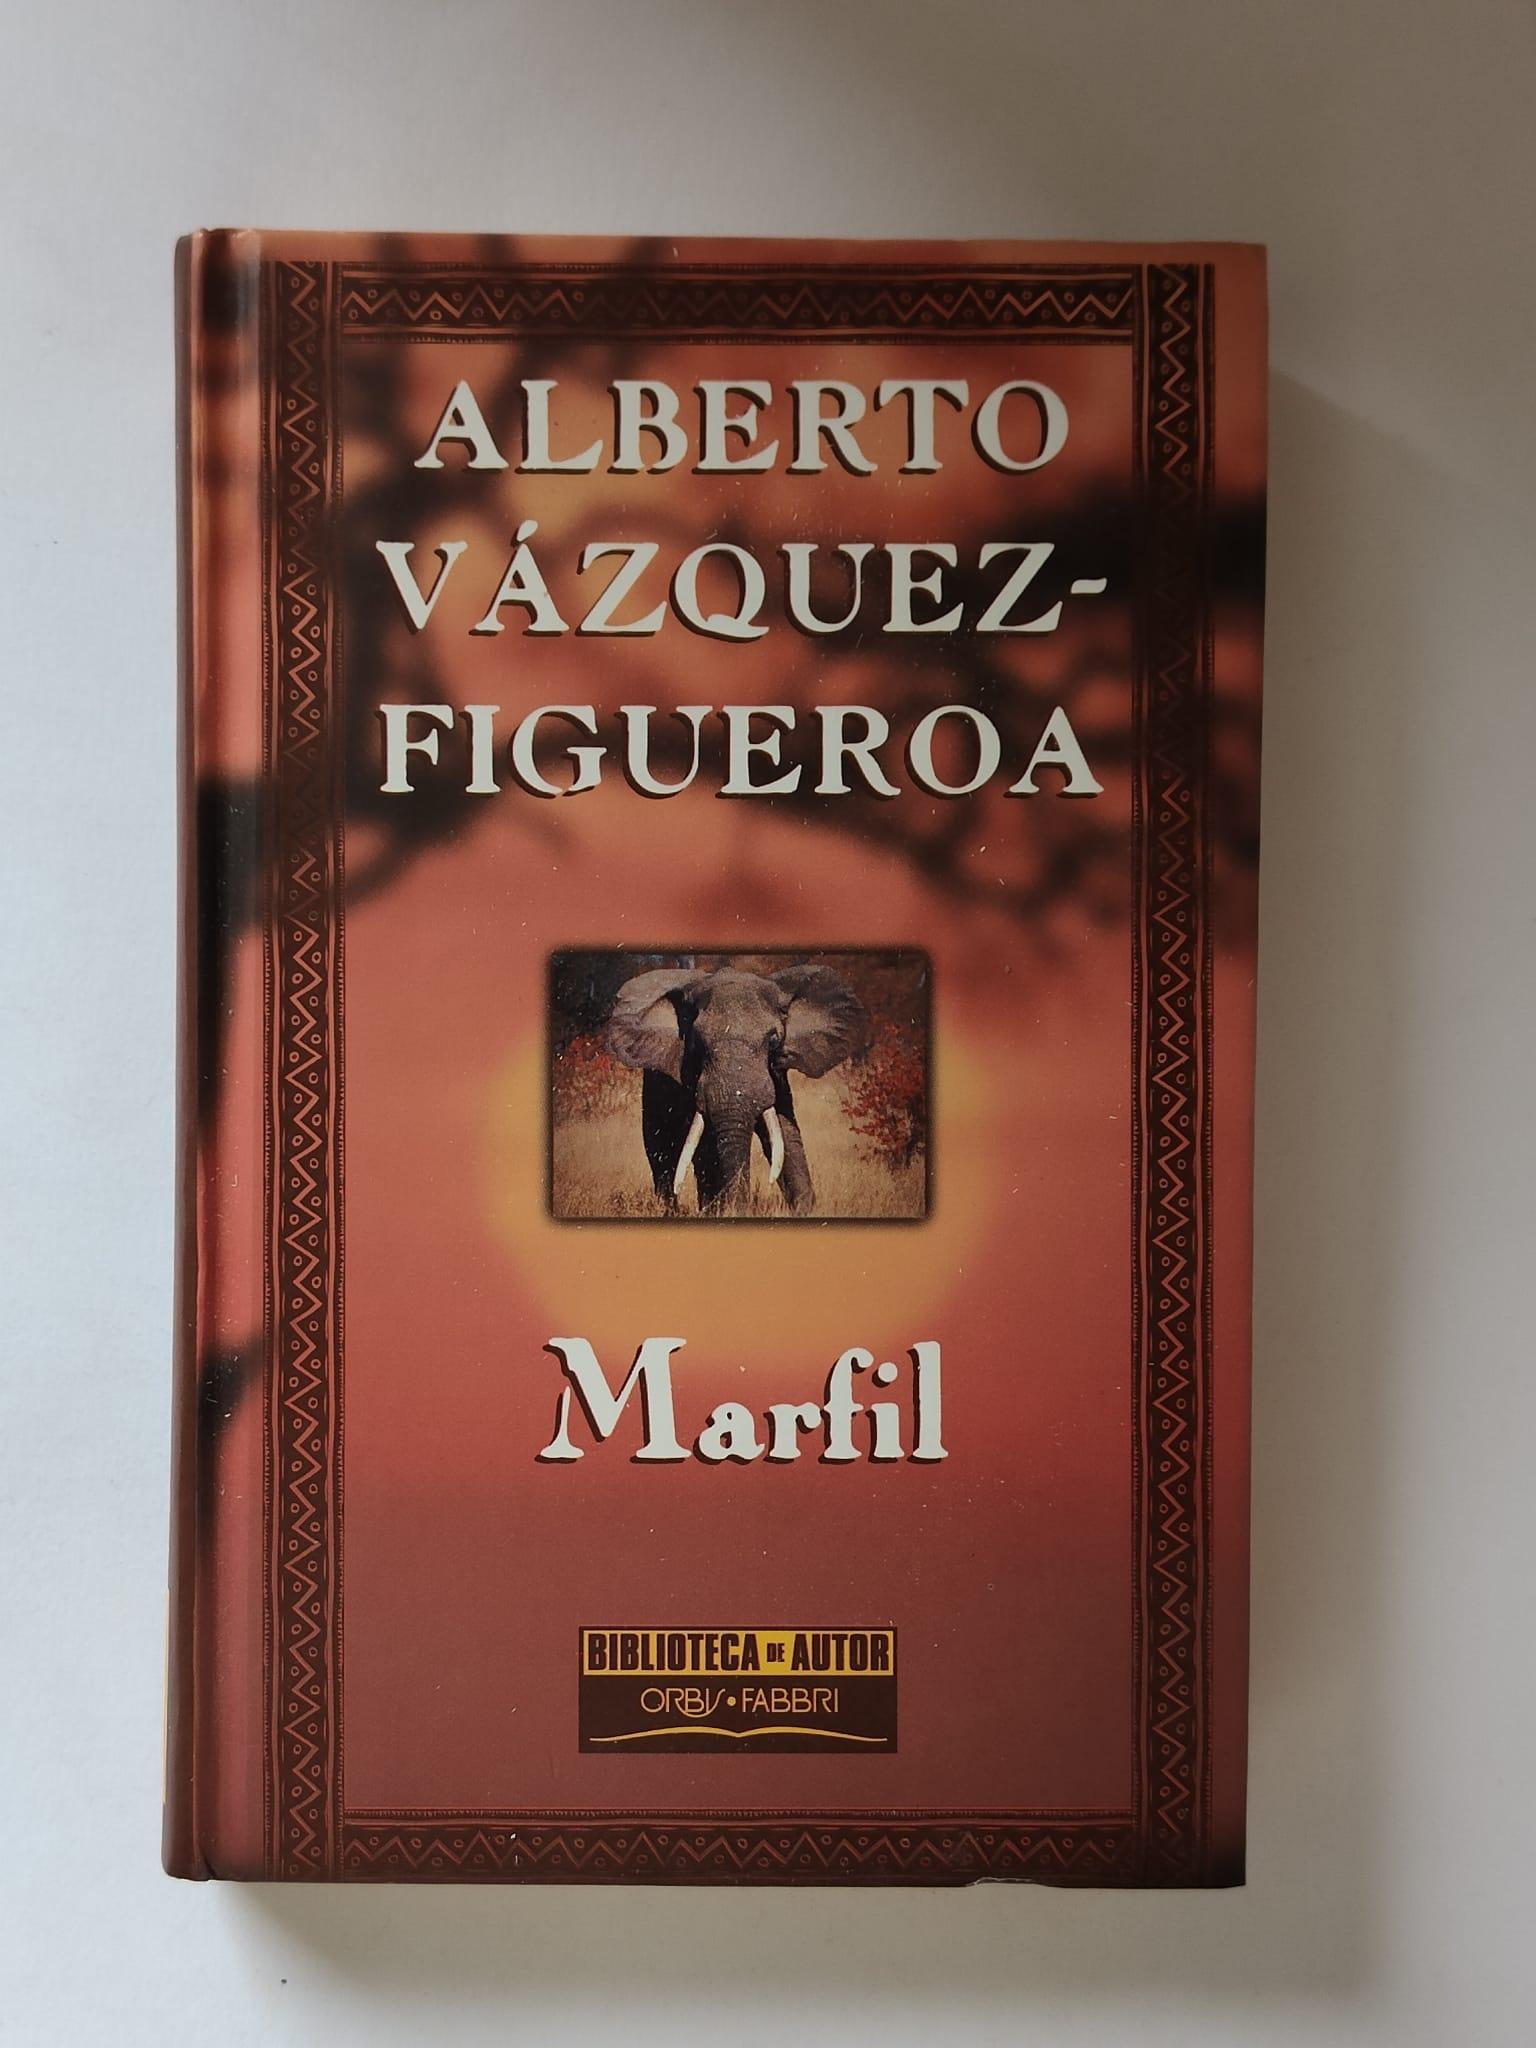 ALBERTO
VÁZQUEZ-
FIGUEROA
Marfil
BIBLIOTECA DE AUTOR
ORBIS • FABBRI